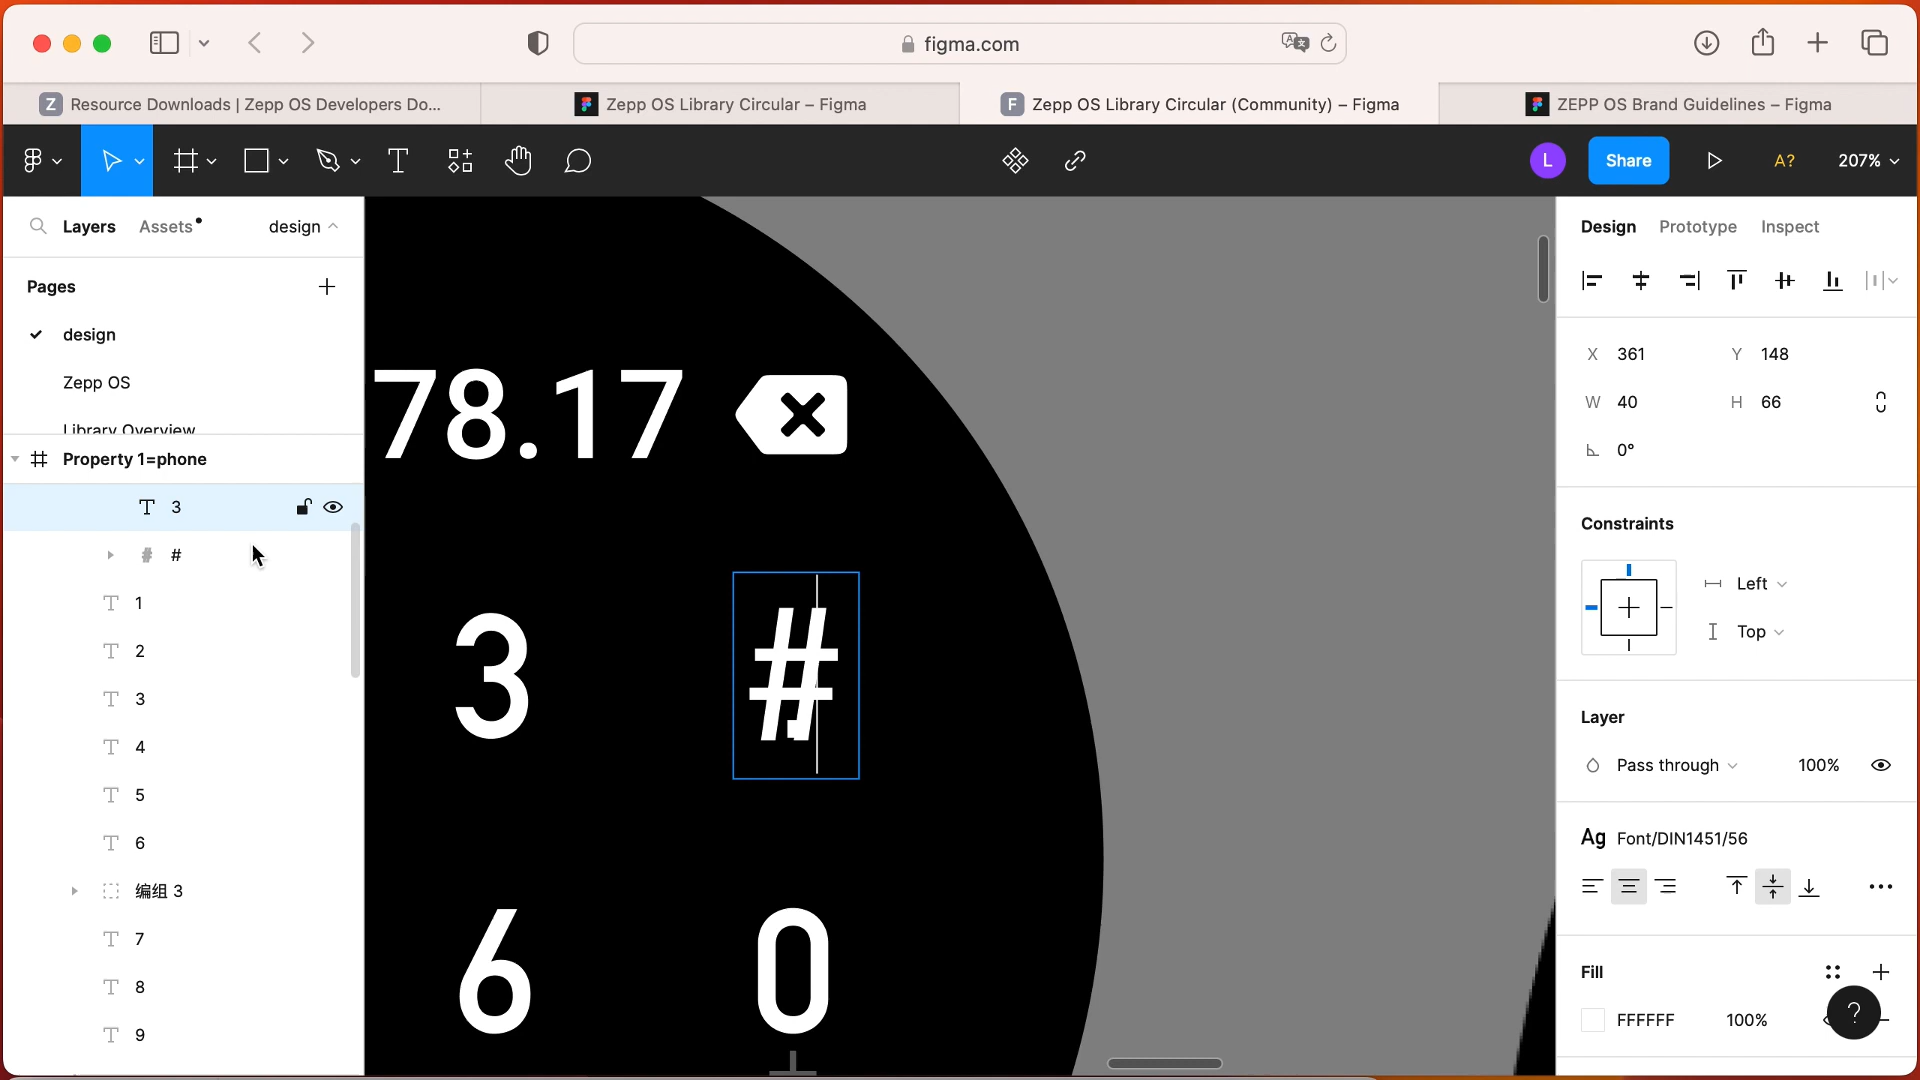 figma.com
Z Resource Downloads | Zepp OS Developers Do...
Zepp OS Library Circular – Figma
F Zepp OS Library Circular (Community) – Figma
ZEPP OS Brand Guidelines – Figma
L
Share
A?
207%
Layers
Assets
design
Pages
design
Zepp OS
Library Overview
Property 1=phone
3
#
1
2
3
4
5
6
编组 3
7
8
9
78.17
3
#
6
0
Design
Prototype
Inspect
X 361
Y 148
W 40
H 66
0°
Constraints
Left
Top
Layer
Pass through
100%
Ag Font/DIN1451/56
Fill
FFFFFF
100%
?